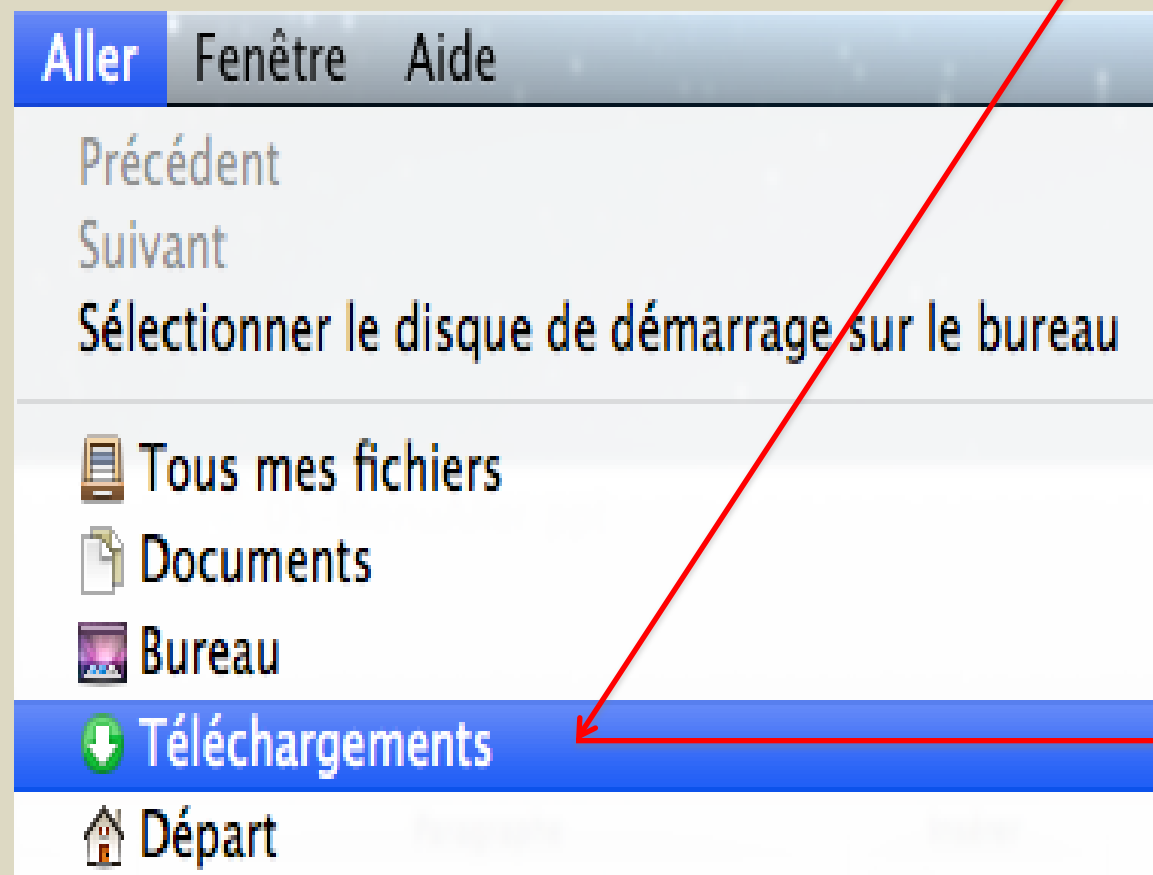 Aller Fenêtre Aide
Précédent
Suivant
Sélectionner le disque de démarrage sur le bureau
Tous mes fichiers
Documents
Bureau
Téléchargements
Départ